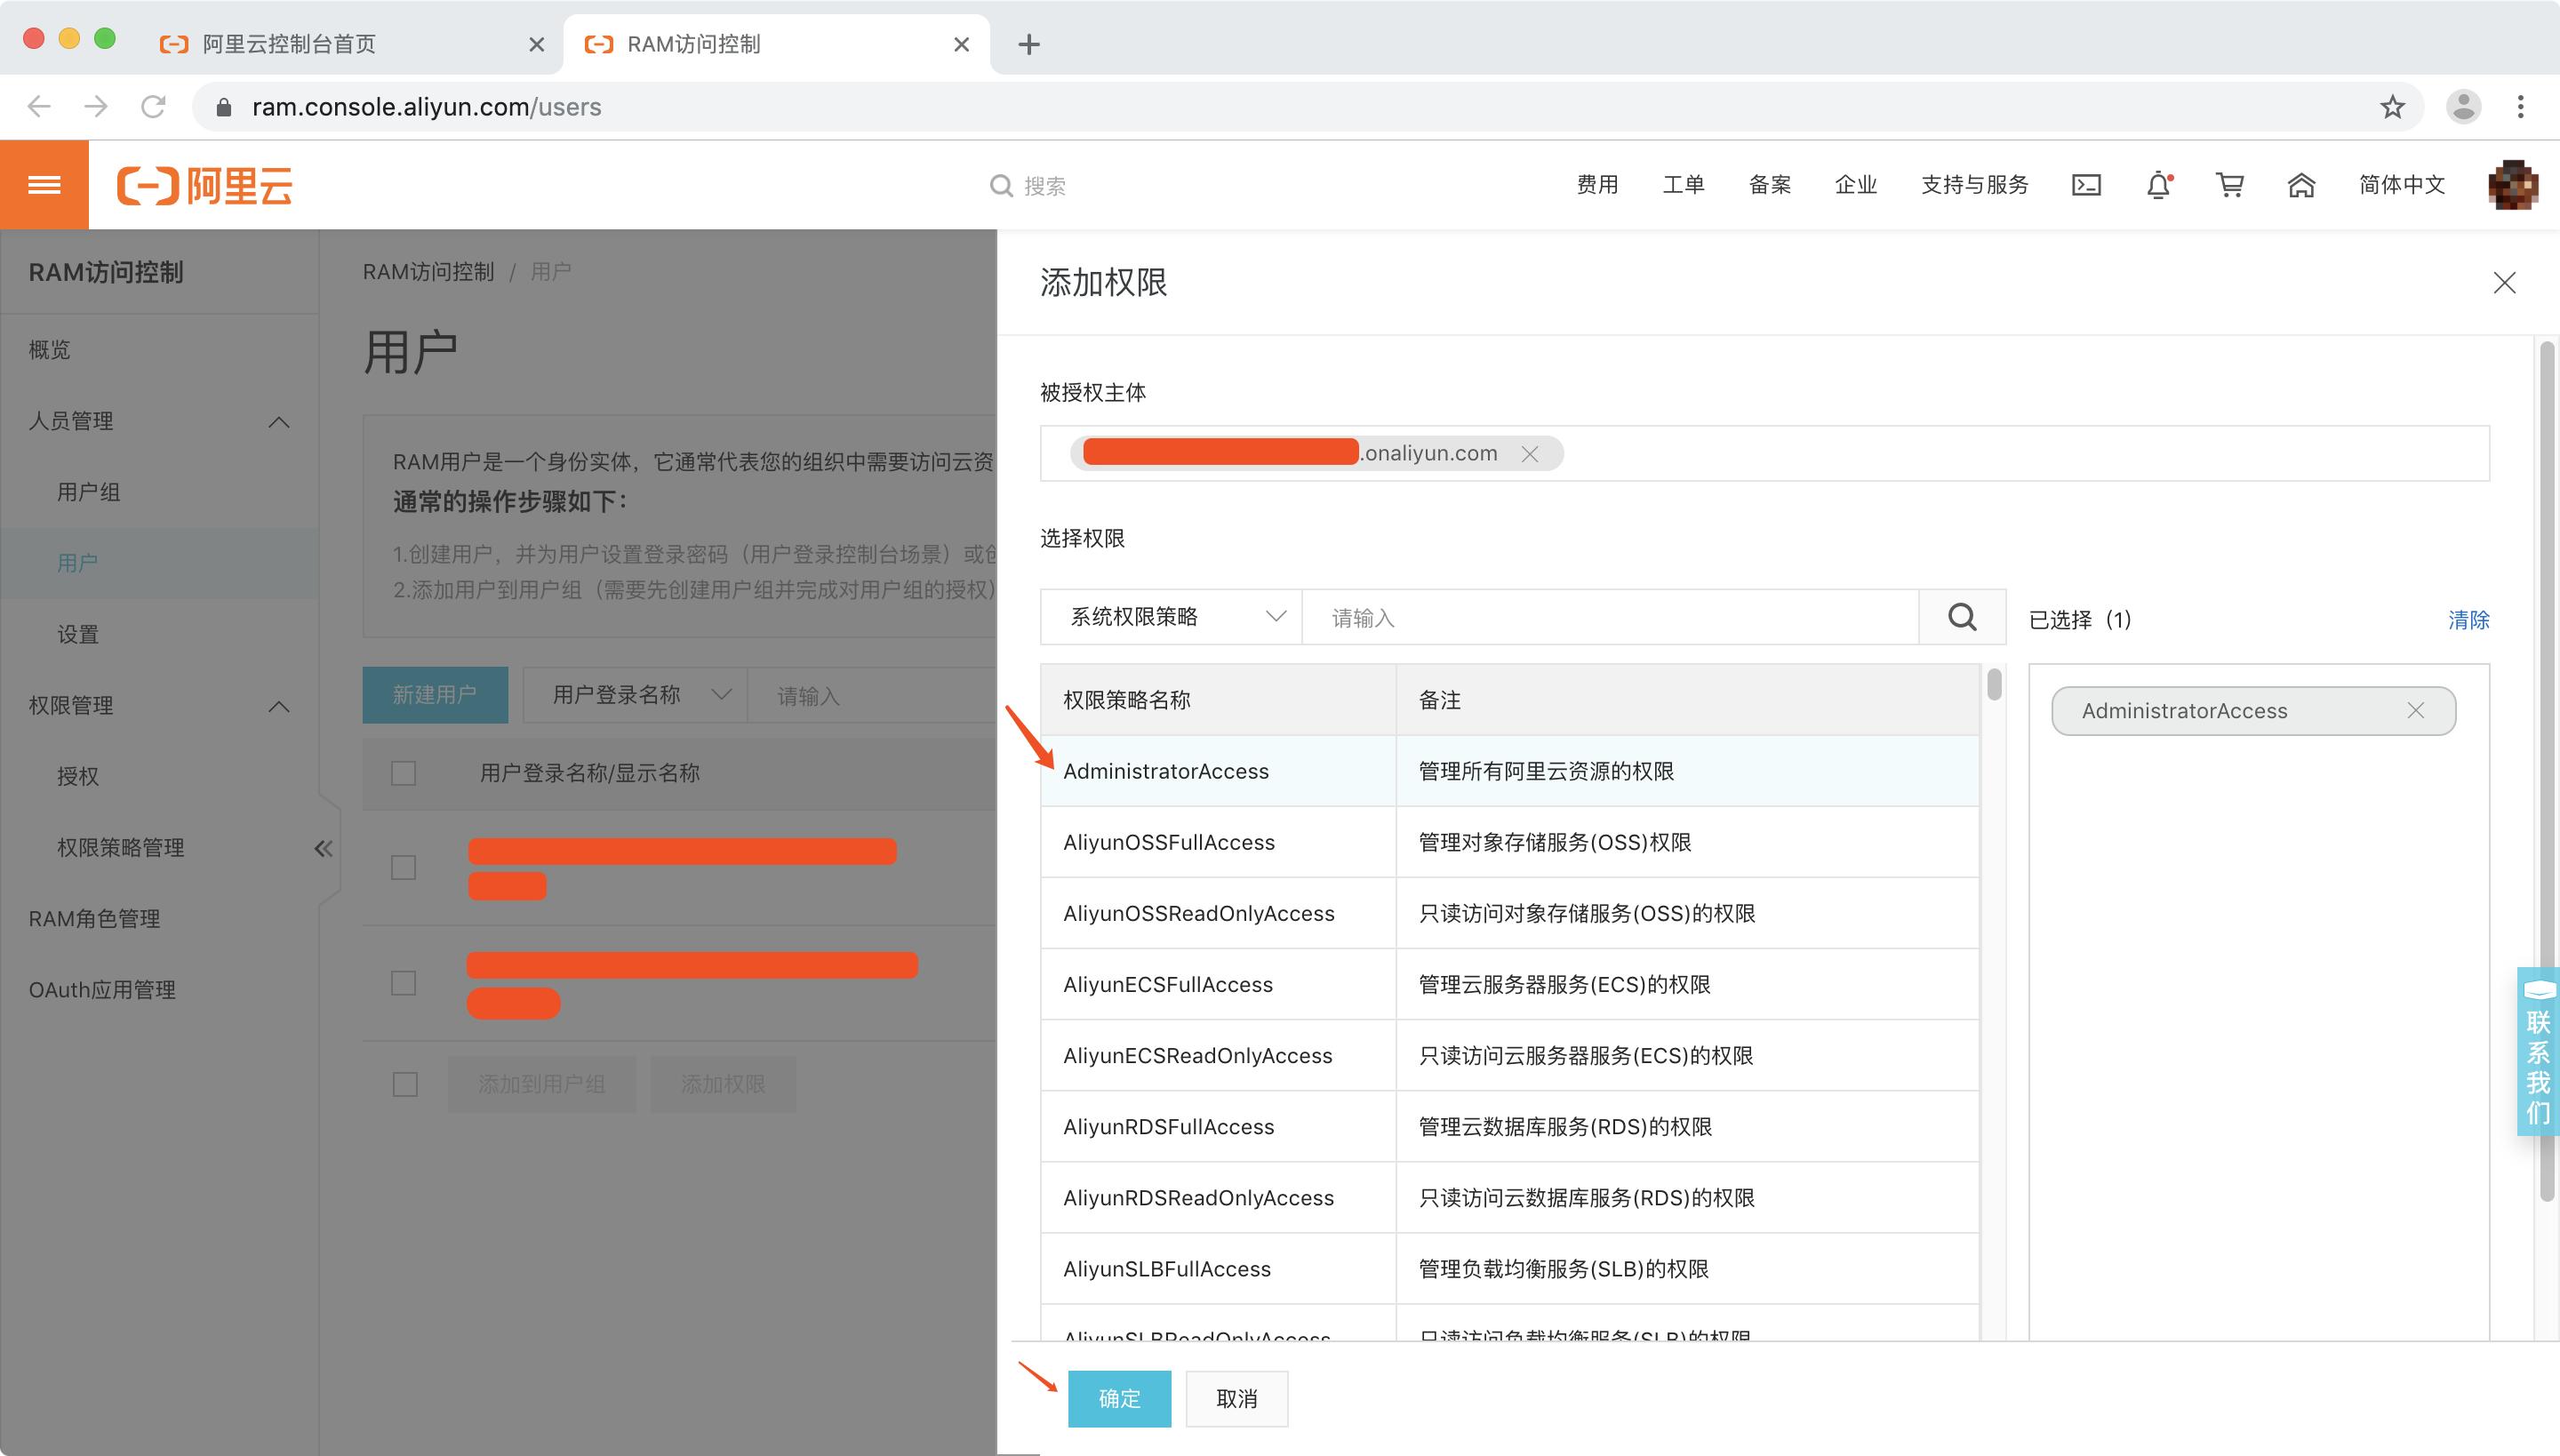 阿里云控制台首页
RAM访问控制
ram.console.aliyun.com/users
阿里云
搜索
费用
工单
备案
企业
支持与服务
简体中文
RAM访问控制
概览
人员管理
用户组
用户
设置
权限管理
授权
权限策略管理
RAM角色管理
OAuth应用管理
RAM访问控制 / 用户
用户
RAM用户是一个身份实体，它通常代表您的组织中需要访问云资
通常的操作步骤如下：
1.创建用户，并为用户设置登录密码（用户登录控制台场景）或创
2.添加用户到用户组（需要先创建用户组并完成对用户组的授权）
新建用户
用户登录名称
请输入
用户登录名称/显示名称
添加到用户组
添加权限
添加权限
被授权主体
.onaliyun.com
选择权限
系统权限策略
请输入
已选择（1）
清除
权限策略名称
备注
AdministratorAccess
管理所有阿里云资源的权限
AliyunOSSFullAccess
管理对象存储服务(OSS)权限
AliyunOSSReadOnlyAccess
只读访问对象存储服务(OSS)的权限
AliyunECSFullAccess
管理云服务器服务(ECS)的权限
AliyunECSReadOnlyAccess
只读访问云服务器服务(ECS)的权限
AliyunRDSFullAccess
管理云数据库服务(RDS)的权限
AliyunRDSReadOnlyAccess
只读访问云数据库服务(RDS)的权限
AliyunSLBFullAccess
管理负载均衡服务(SLB)的权限
AliyunSLBReadOnlyAccess
只读访问负载均衡服务(SLB)的权限
AdministratorAccess
联系我们
确定
取消